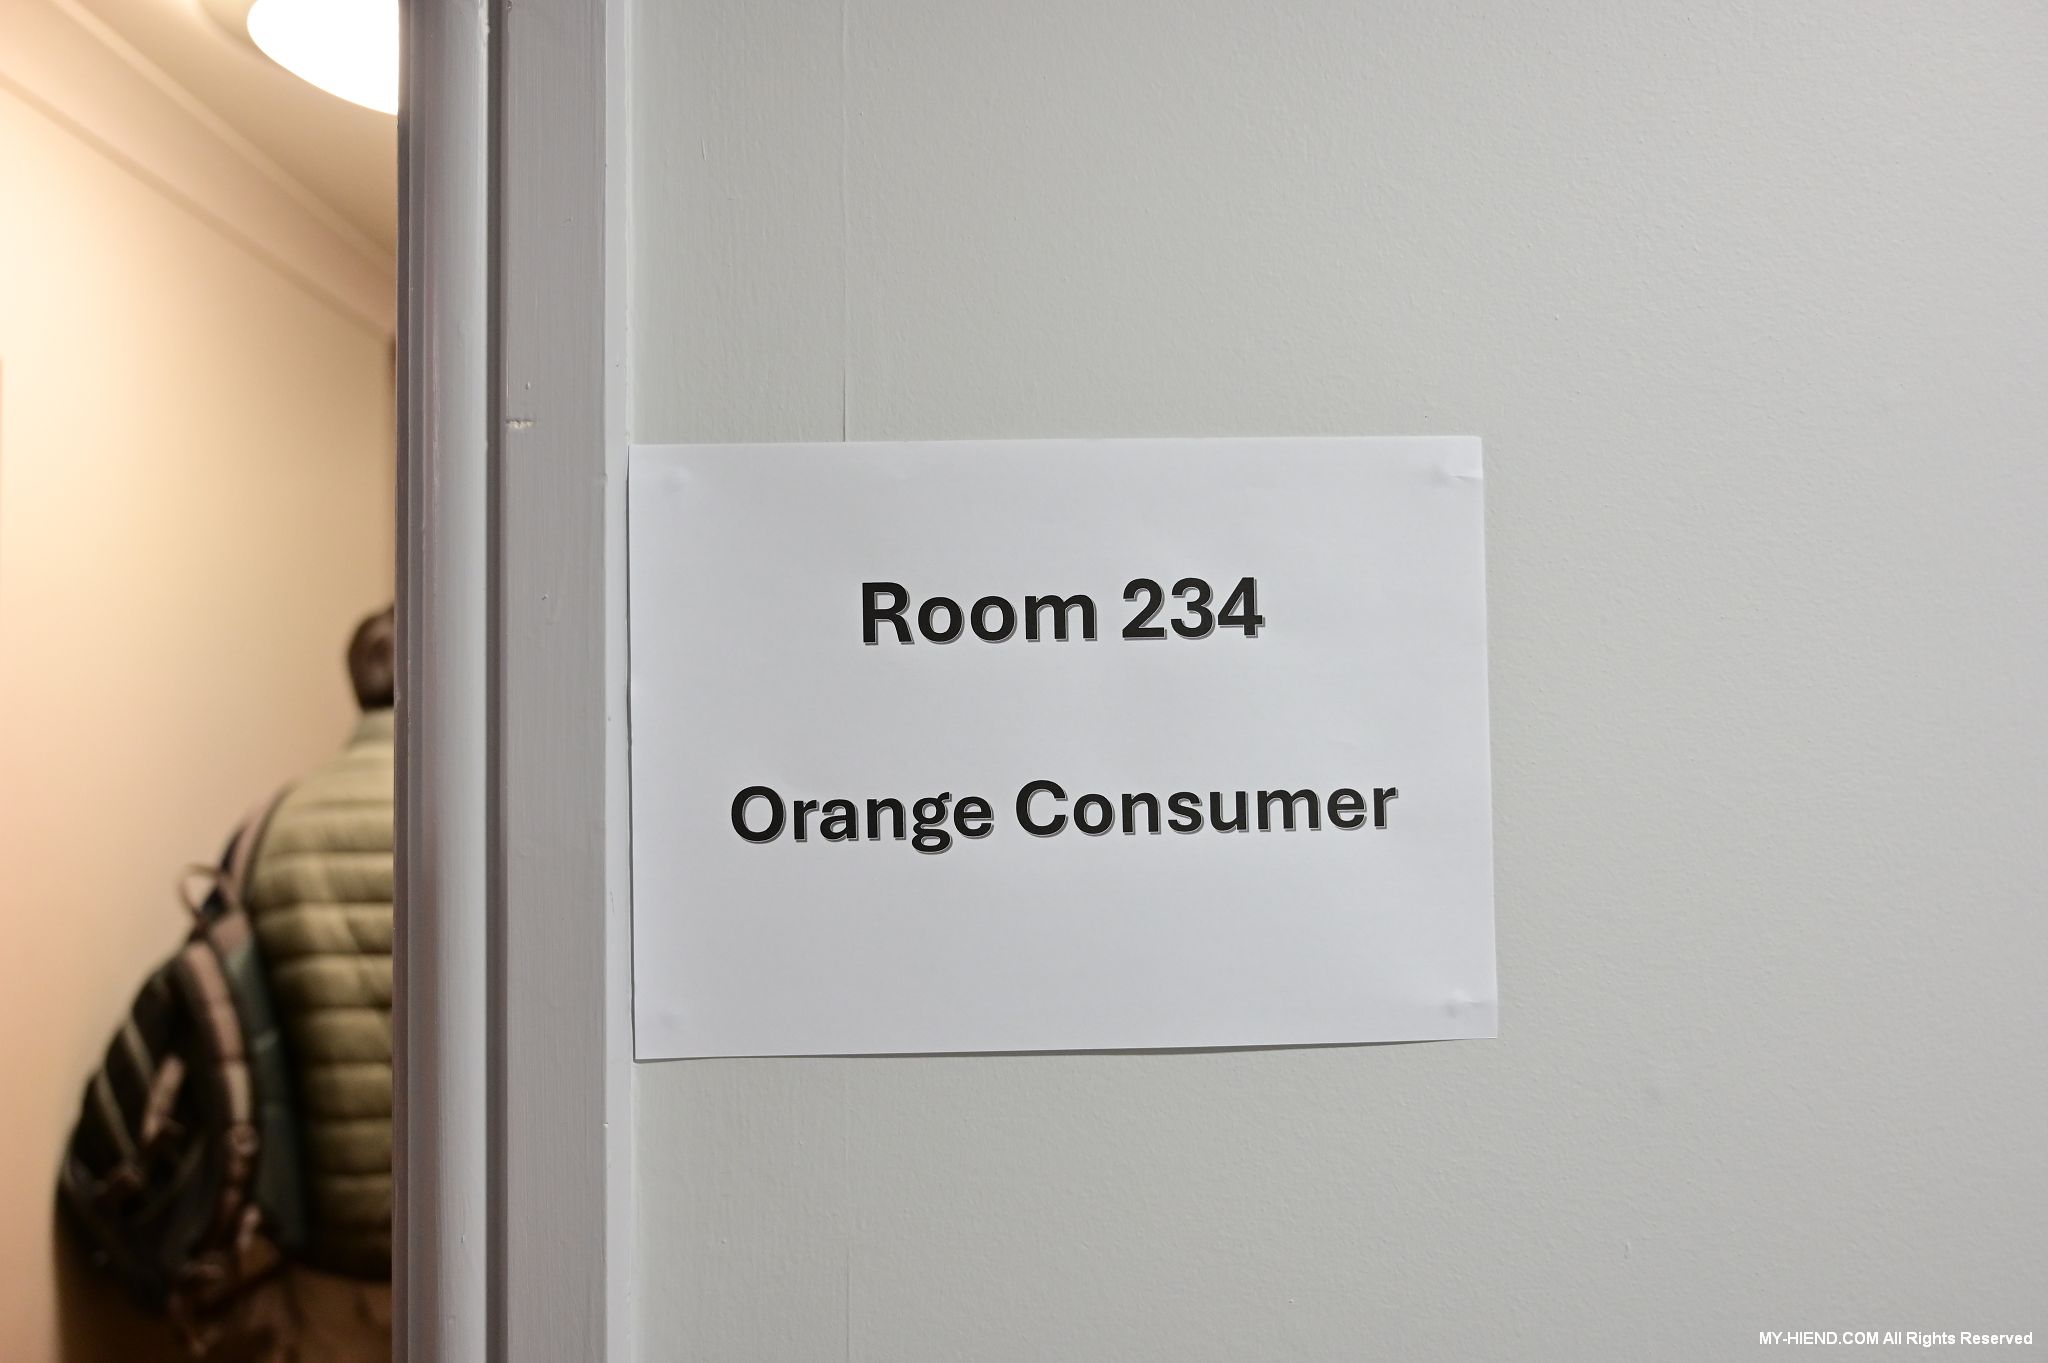 Room 234
Orange Consumer
MY-HIEND.COM All Rights Reserved